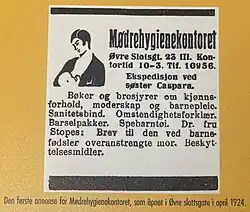 Mødrehygienekontoret
Øvre Slotsgt. 23 III. Kon-
tortid 10-3. Tlf. 10956.
Ekspedisjon ved
søster Caspara.
Bøker og brosjyrer om kjønns-
forhold, moderskap og barnepleie.
Sanitetsbind. Omstendighetsforklær.
Barselpakker. Spebarntøi. Dr. fru
Stopes: Brev til den ved barne-
fødsler overanstrengte mor. Beskyt-
telsesmidler.
Den første annonse for Mødrehygienekontoret, som åpnet i Øvre slottsgate i april 1924.